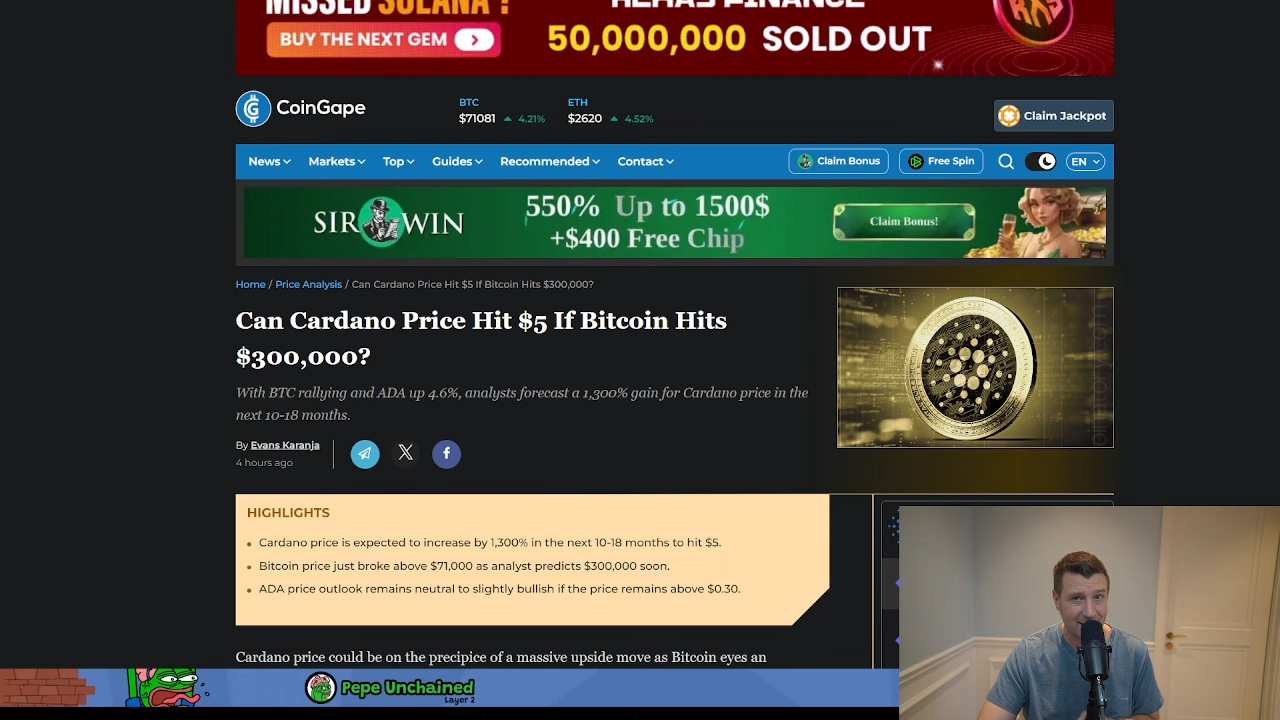 MISSED SOLANA ?
BUY THE NEXT GEM
50,000,000 SOLD OUT
RXS
CoinGape
BTC
$71081 4.21%
ETH
$2620 4.52%
Claim Jackpot
News
Markets
Top
Guides
Recommended
Contact
Claim Bonus
Free Spin
EN
SIR WIN
550% Up to 1500$
+$400 Free Chip
Claim Bonus!
Home / Price Analysis / Can Cardano Price Hit $5 If Bitcoin Hits $300,000?
Can Cardano Price Hit $5 If Bitcoin Hits
$300,000?
With BTC rallying and ADA up 4.6%, analysts forecast a 1,300% gain for Cardano price in the
next 10-18 months.
By Evans Karanja
4 hours ago
HIGHLIGHTS
Cardano price is expected to increase by 1,300% in the next 10-18 months to hit $5.
Bitcoin price just broke above $71,000 as analyst predicts $300,000 soon.
ADA price outlook remains neutral to slightly bullish if the price remains above $0.30.
Cardano price could be on the precipice of a massive upside move as Bitcoin eyes an
Pepe Unchained
Layer 2